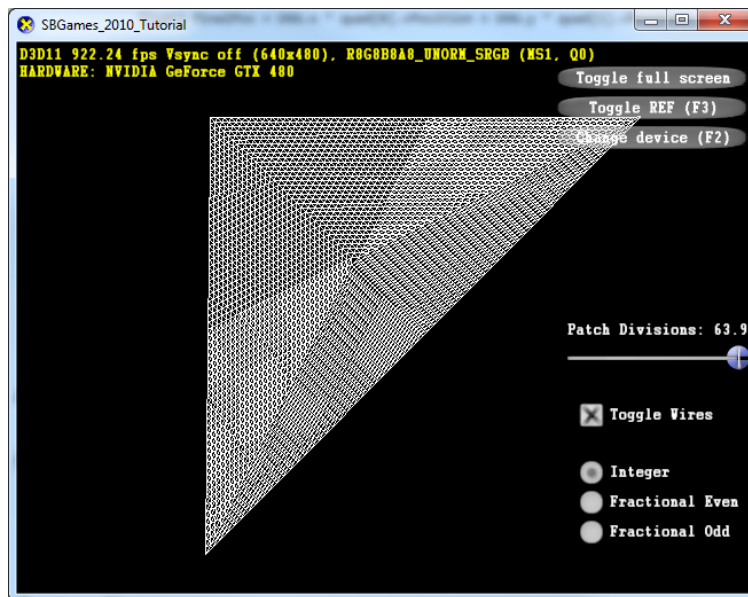 SBGames_2010_Tutorial
D3D11 922.24 fps Vsync off (640x480), R8G8B8A8_UNORM_SRGB (MS1, Q0)
HARDWARE: NVIDIA GeForce GTX 480
Toggle full screen
Toggle REF (F3)
Change device (F2)
Patch Divisions: 63.9
Toggle Wires
Integer
Fractional Even
Fractional Odd